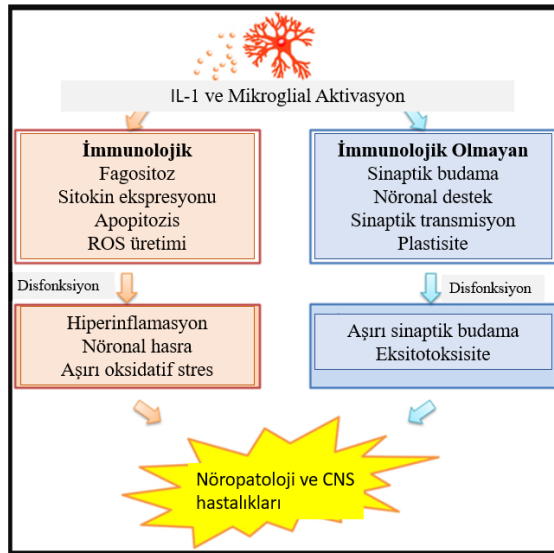 IL-1 ve Mikroglial Aktivasyon
İmmunolojik
Fagositoz
Sitokin ekspresyonu
Apopitozis
ROS üretimi
İmmunolojik Olmayan
Sinaptik budama
Nöronal destek
Sinaptik transmisyon
Plastisite
Disfonksiyon
Disfonksiyon
Hiperinflamasyon
Nöronal hasra
Aşırı oksidatif stres
Aşırı sinaptik budama
Eksitotoksisite
Nöropatoloji ve CNS
hastalıkları